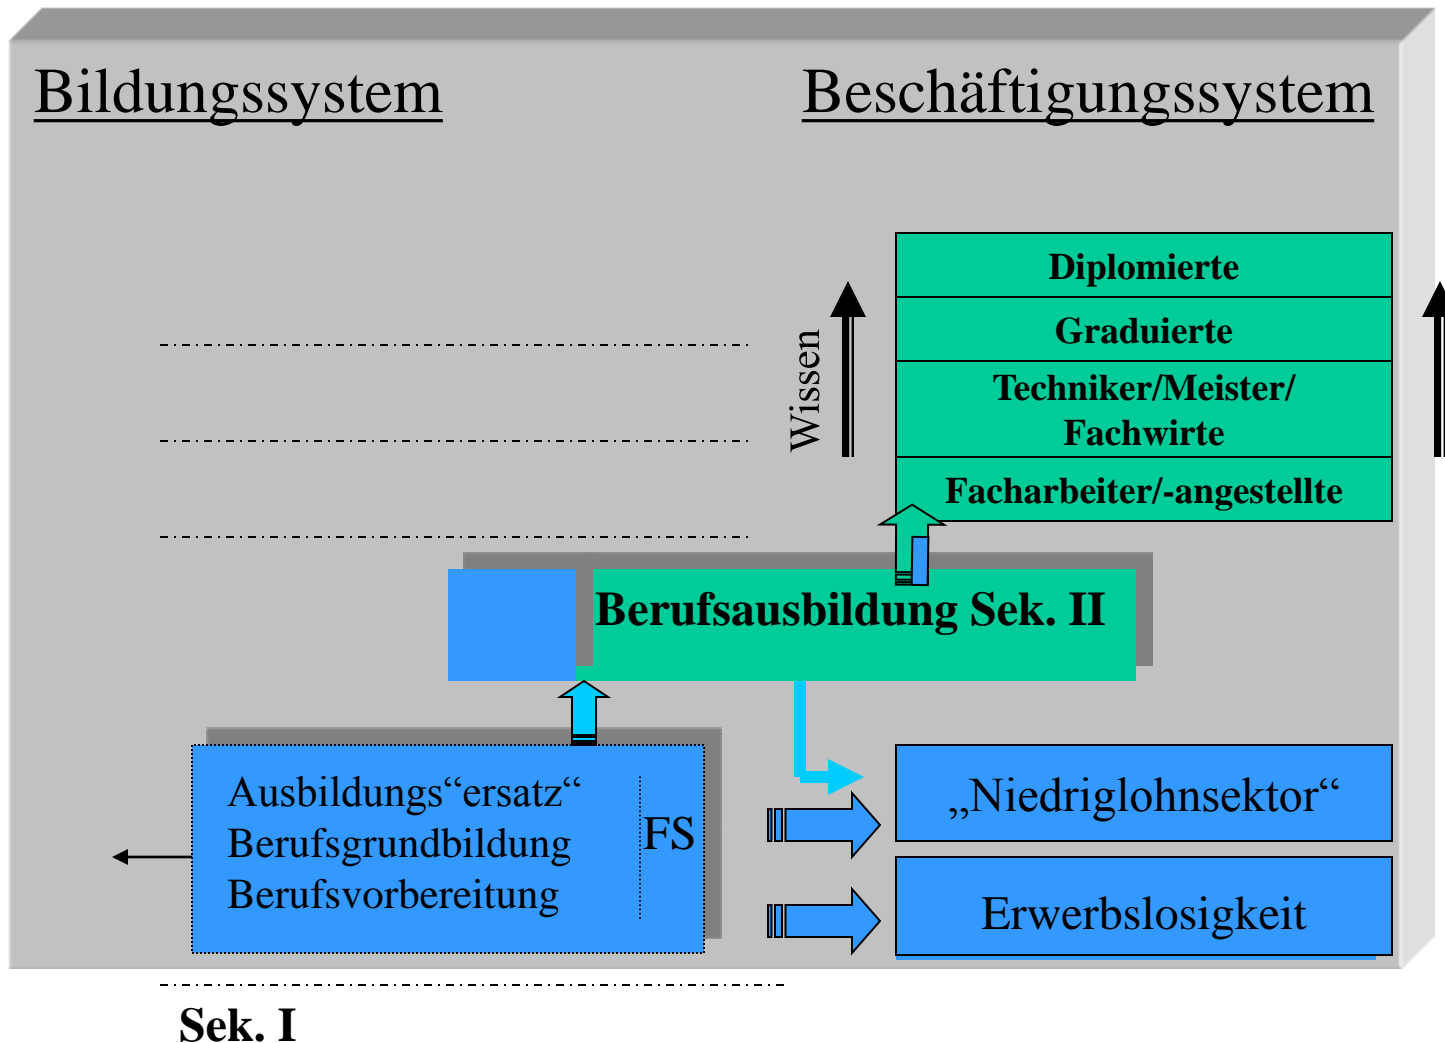 Bildungssystem
Beschäftigungssystem
Diplomierte
Graduierte
Techniker/Meister/
Fachwirte
Facharbeiter/-angestellte
Wissen
Berufsausbildung Sek. II
Ausbildungs“ersatz“
Berufsgrundbildung
Berufsvorbereitung
FS
„Niedriglohnsektor“
Erwerbslosigkeit
Sek. I